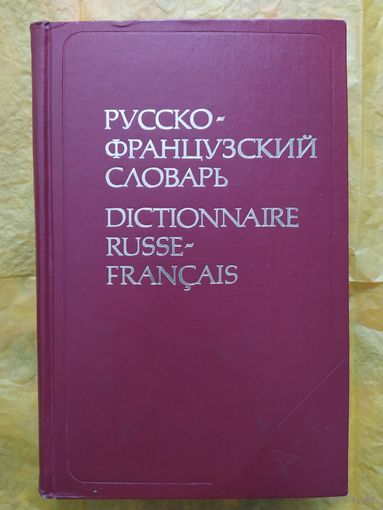 РУССКО-
ФРАНЦУЗСКИЙ
СЛОВАРЬ
DICTIONNAIRE
RUSSE-
FRANÇAIS